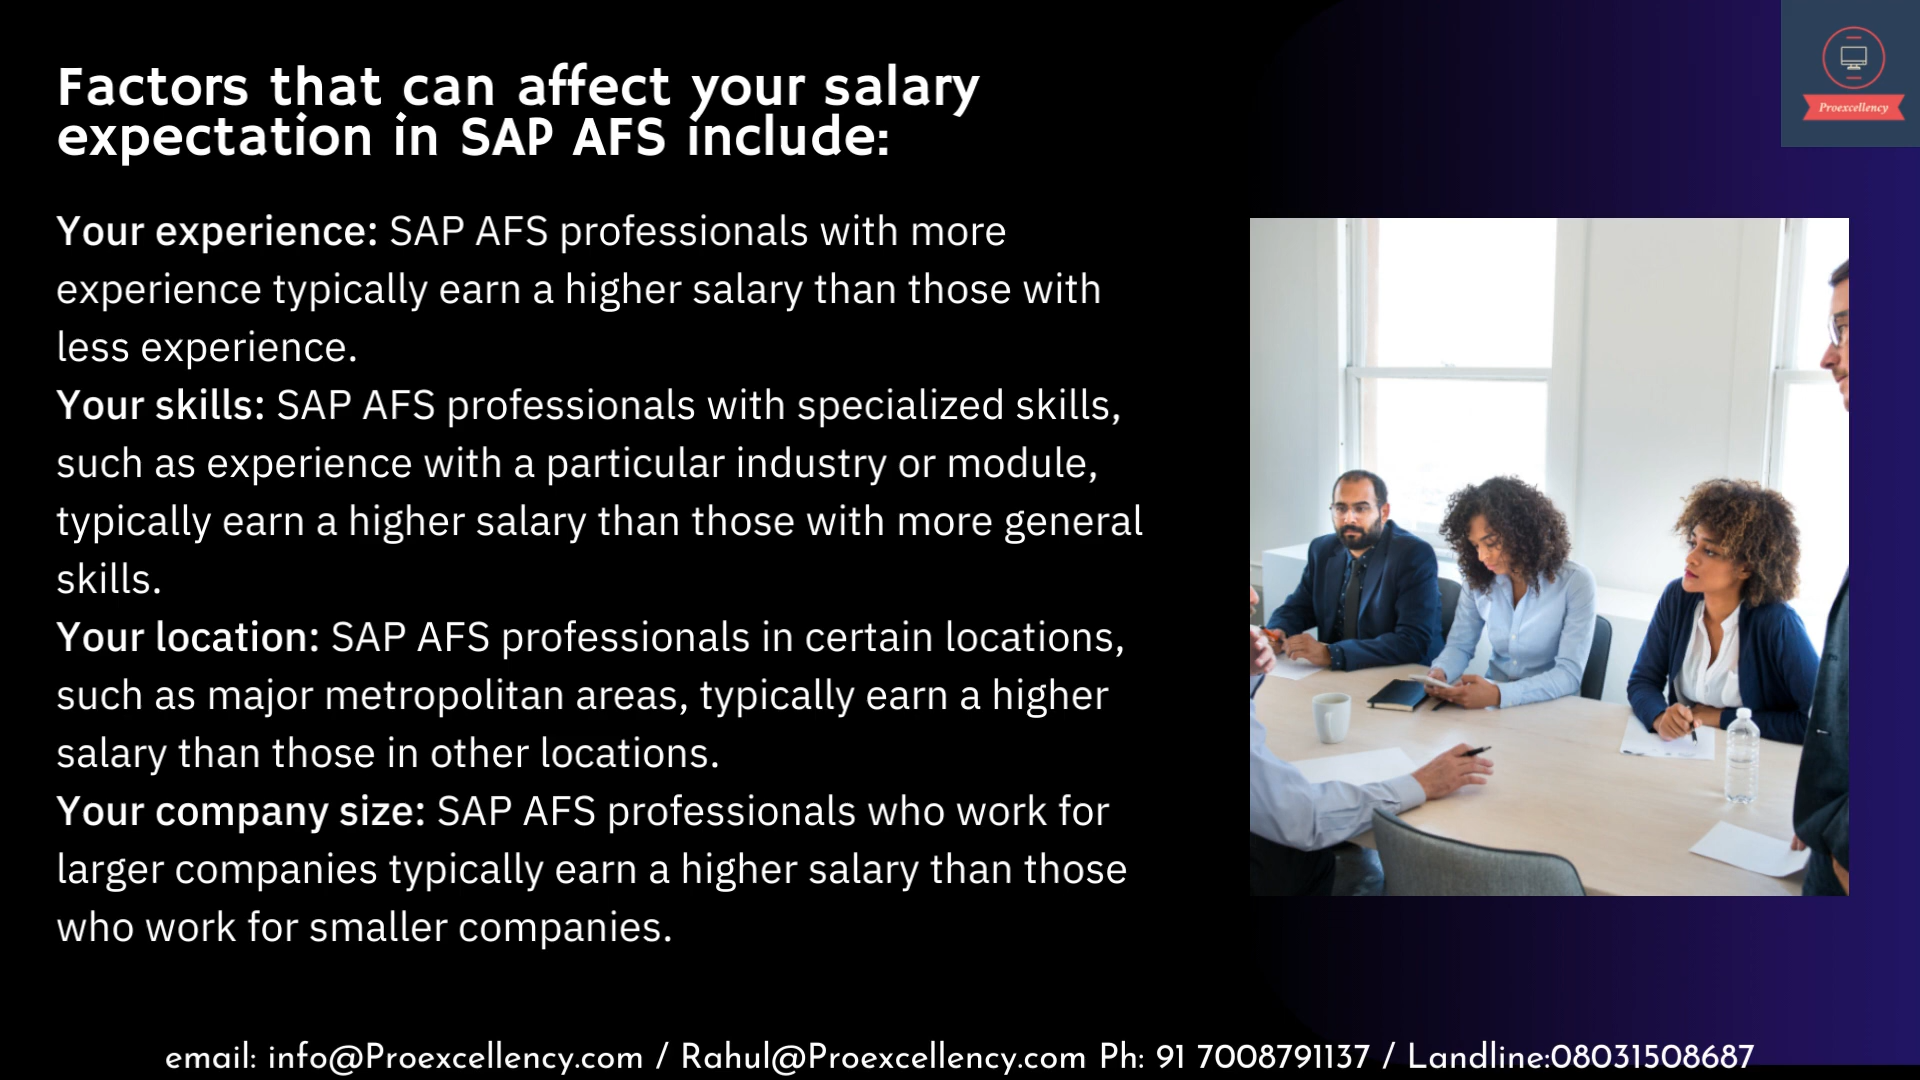 Proexcellency
Factors that can affect your salary
expectation in SAP AFS include:
Your experience: SAP AFS professionals with more
experience typically earn a higher salary than those with
less experience.
Your skills: SAP AFS professionals with specialized skills,
such as experience with a particular industry or module,
typically earn a higher salary than those with more general
skills.
Your location: SAP AFS professionals in certain locations,
such as major metropolitan areas, typically earn a higher
salary than those in other locations.
Your company size: SAP AFS professionals who work for
larger companies typically earn a higher salary than those
who work for smaller companies.
email: info@Proexcellency.com / Rahul@Proexcellency.com Ph: 91 7008791137 / Landline:08031508687